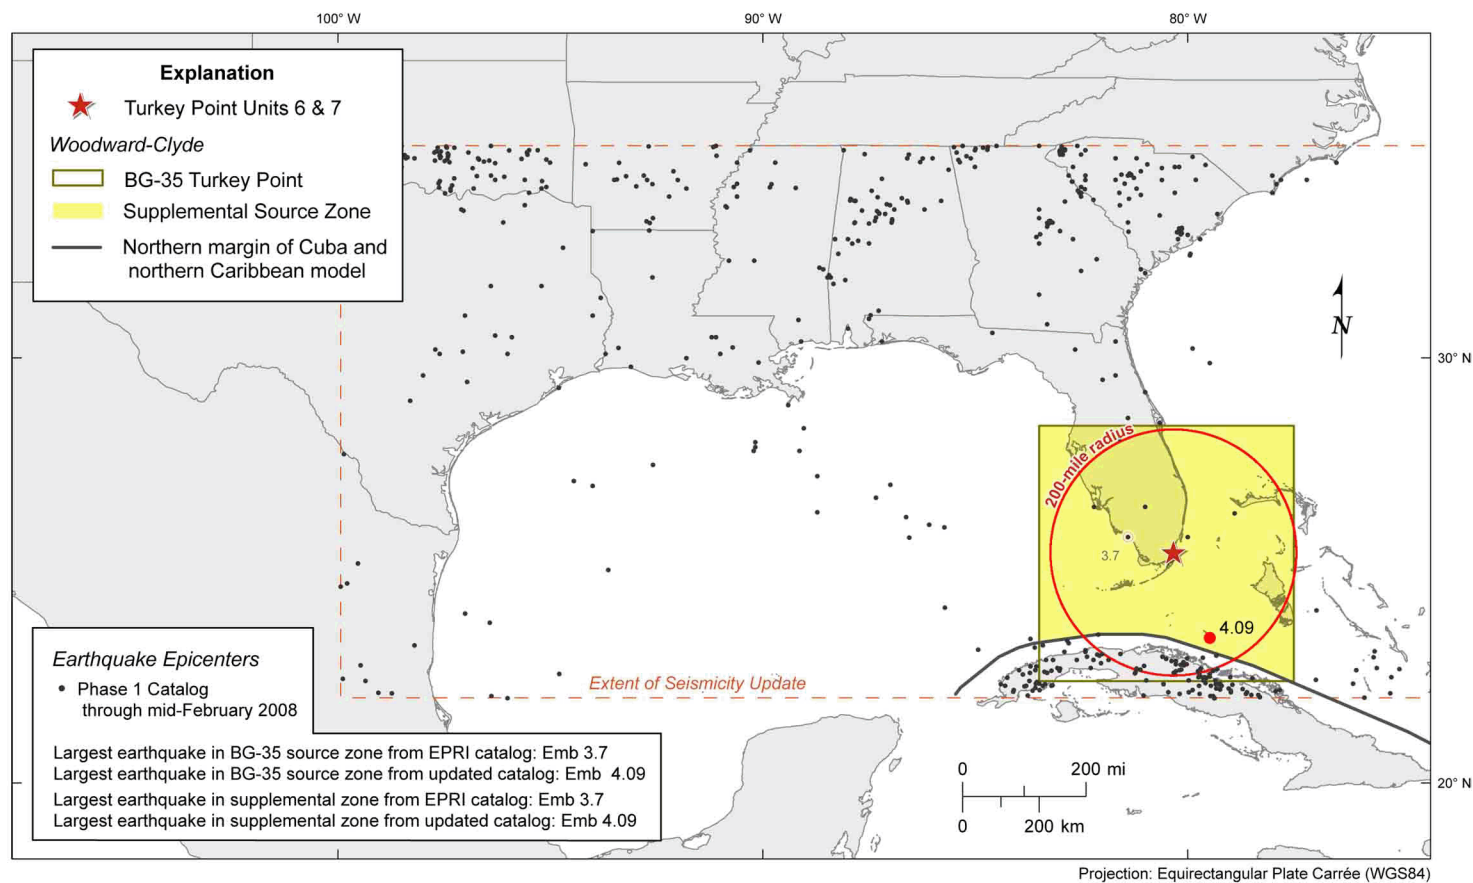 100° W
90° W
80° W
Explanation
Turkey Point Units 6 & 7
Woodward-Clyde
BG-35 Turkey Point
Supplemental Source Zone
Northern margin of Cuba and
northern Caribbean model
N
30° N
200-mile radius
3.7
4.09
Earthquake Epicenters
Phase 1 Catalog
through mid-February 2008
Extent of Seismicity Update
Largest earthquake in BG-35 source zone from EPRI catalog: Emb 3.7
Largest earthquake in BG-35 source zone from updated catalog: Emb 4.09
Largest earthquake in supplemental zone from EPRI catalog: Emb 3.7
Largest earthquake in supplemental zone from updated catalog: Emb 4.09
0 200 mi
0 200 km
20° N
Projection: Equirectangular Plate Carrée (WGS84)